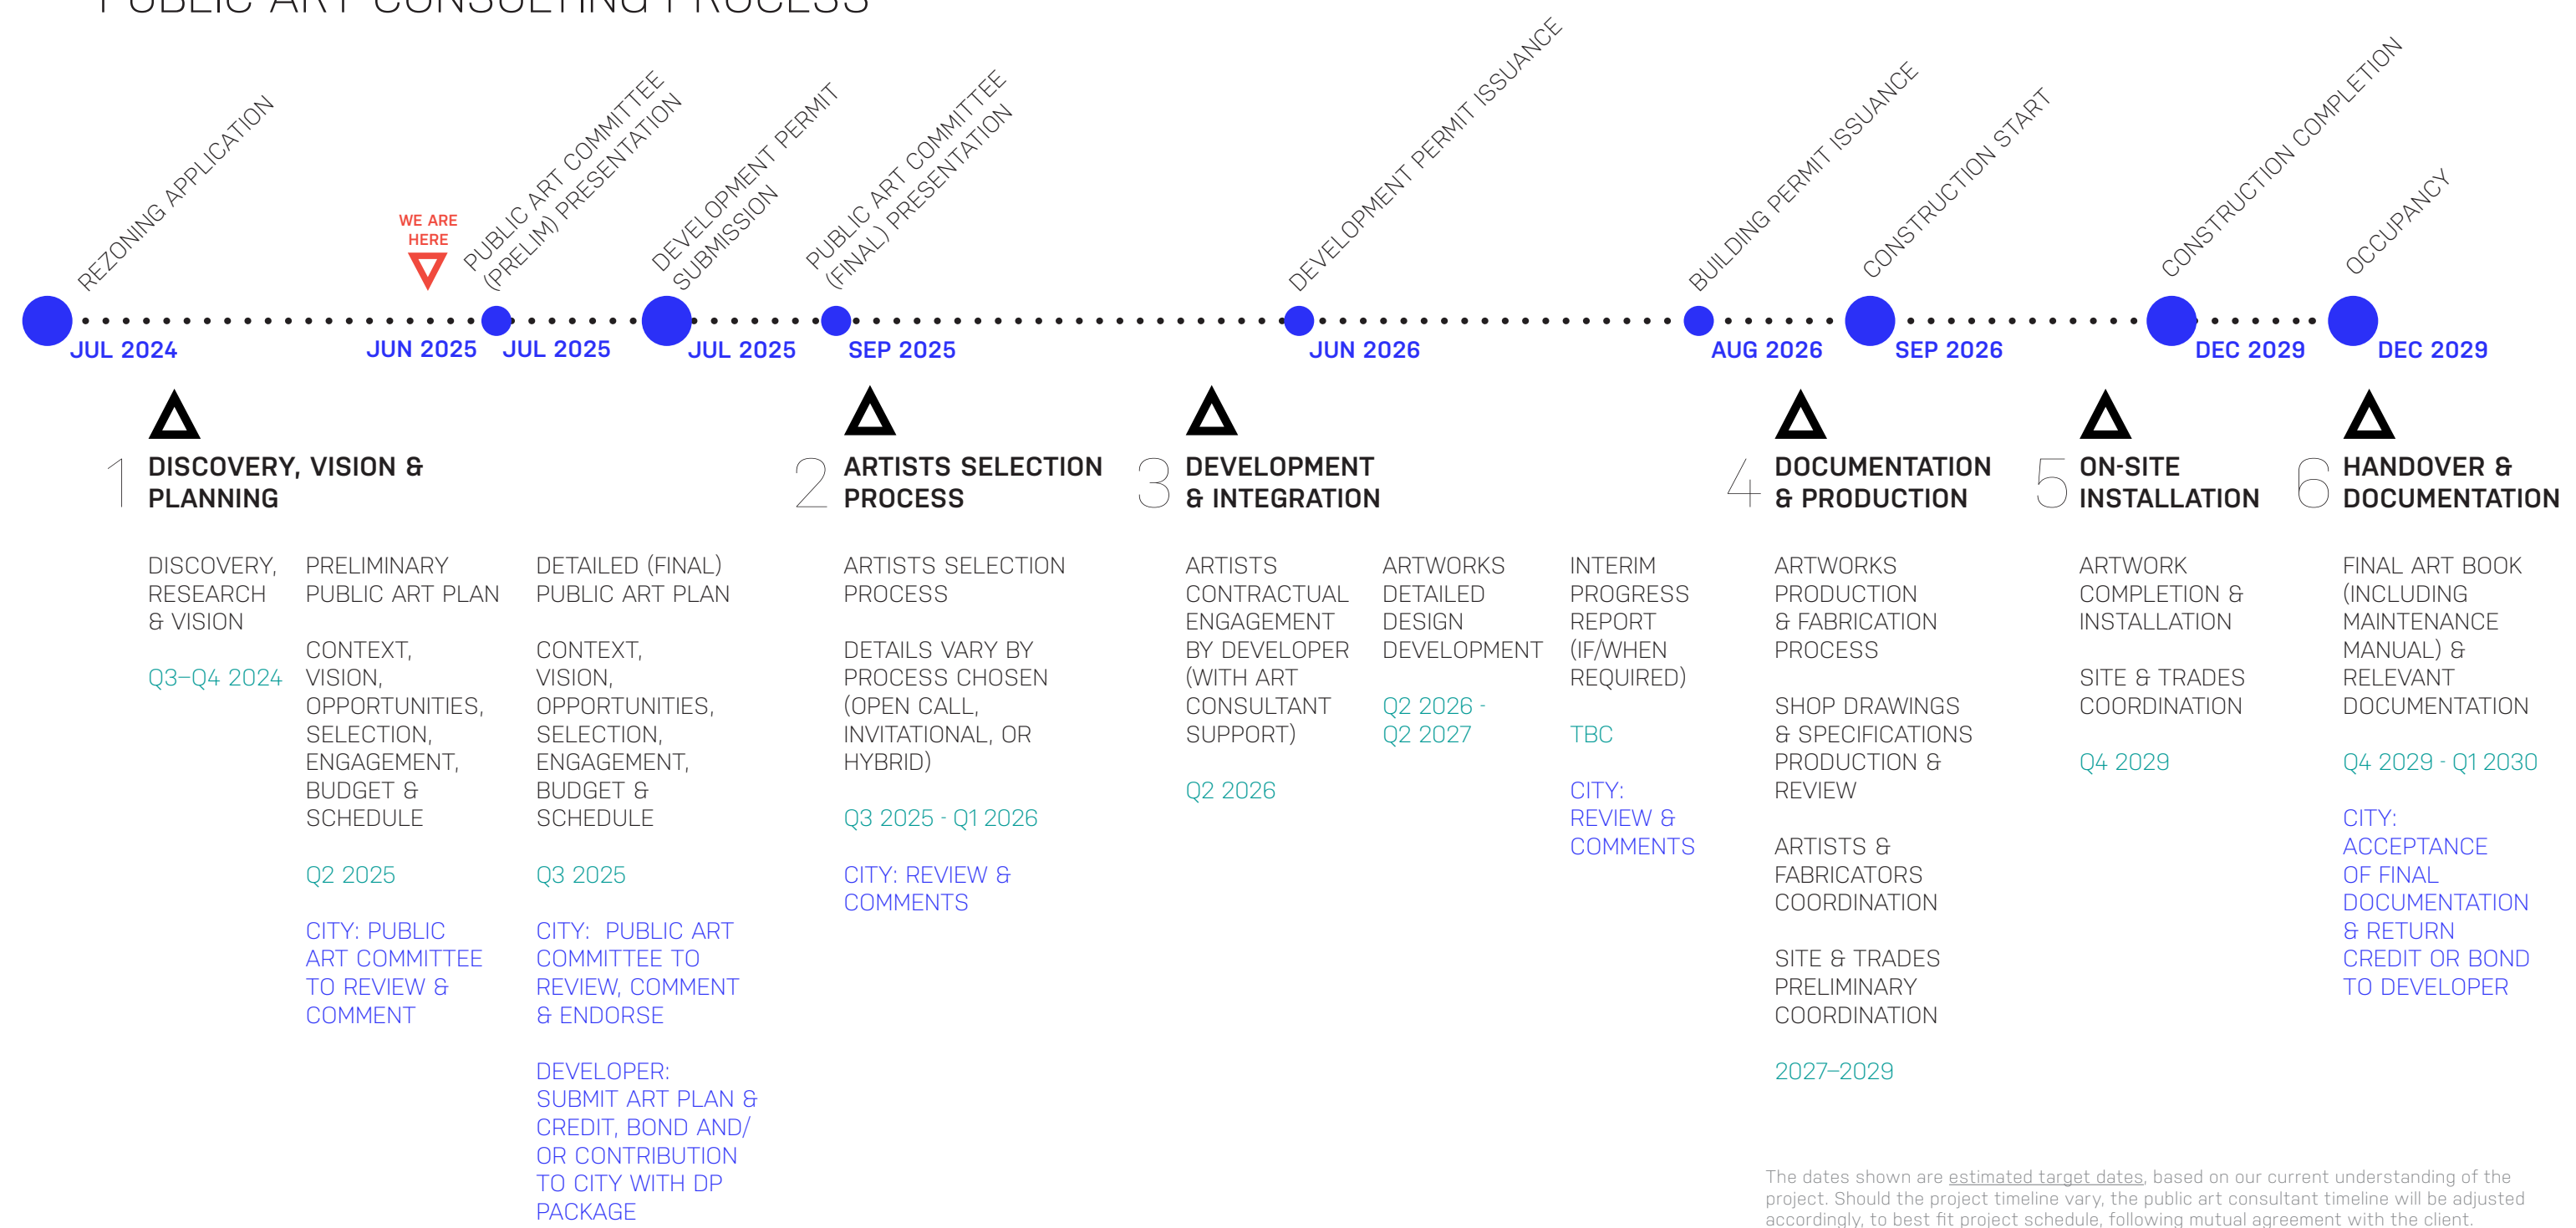 PUBLIC ART CONSULTING PROCESS
REZONING APPLICATION
WE ARE
HERE
PUBLIC ART COMMITTEE
(PRELIM) PRESENTATION
DEVELOPMENT PERMIT
SUBMISSION
PUBLIC ART COMMITTEE
(FINAL) PRESENTATION
DEVELOPMENT PERMIT ISSUANCE
BUILDING PERMIT ISSUANCE
CONSTRUCTION START
CONSTRUCTION COMPLETION
OCCUPANCY
JUL 2024
JUN 2025
JUL 2025
JUL 2025
SEP 2025
JUN 2026
AUG 2026
SEP 2026
DEC 2029
DEC 2029
1
DISCOVERY, VISION &
PLANNING
DISCOVERY,
RESEARCH
& VISION
Q3–Q4 2024
PRELIMINARY
PUBLIC ART PLAN
CONTEXT,
VISION,
OPPORTUNITIES,
SELECTION,
ENGAGEMENT,
BUDGET &
SCHEDULE
Q2 2025
CITY: PUBLIC
ART COMMITTEE
TO REVIEW &
COMMENT
DETAILED (FINAL)
PUBLIC ART PLAN
CONTEXT,
VISION,
OPPORTUNITIES,
SELECTION,
ENGAGEMENT,
BUDGET &
SCHEDULE
Q3 2025
CITY: PUBLIC ART
COMMITTEE TO
REVIEW, COMMENT
& ENDORSE
DEVELOPER:
SUBMIT ART PLAN &
CREDIT, BOND AND/
OR CONTRIBUTION
TO CITY WITH DP
PACKAGE
2
ARTISTS SELECTION
PROCESS
ARTISTS SELECTION
PROCESS
DETAILS VARY BY
PROCESS CHOSEN
(OPEN CALL,
INVITATIONAL, OR
HYBRID)
Q3 2025 - Q1 2026
CITY: REVIEW &
COMMENTS
3
DEVELOPMENT
& INTEGRATION
ARTISTS
CONTRACTUAL
ENGAGEMENT
BY DEVELOPER
(WITH ART
CONSULTANT
SUPPORT)
Q2 2026
ARTWORKS
DETAILED
DESIGN
DEVELOPMENT
Q2 2026 -
Q2 2027
INTERIM
PROGRESS
REPORT
(IF/WHEN
REQUIRED)
TBC
CITY:
REVIEW &
COMMENTS
4
DOCUMENTATION
& PRODUCTION
ARTWORKS
PRODUCTION
& FABRICATION
PROCESS
SHOP DRAWINGS
& SPECIFICATIONS
PRODUCTION &
REVIEW
ARTISTS &
FABRICATORS
COORDINATION
SITE & TRADES
PRELIMINARY
COORDINATION
2027–2029
5
ON-SITE
INSTALLATION
ARTWORK
COMPLETION &
INSTALLATION
SITE & TRADES
COORDINATION
Q4 2029
6
HANDOVER &
DOCUMENTATION
FINAL ART BOOK
(INCLUDING
MAINTENANCE
MANUAL) &
RELEVANT
DOCUMENTATION
Q4 2029 - Q1 2030
CITY:
ACCEPTANCE
OF FINAL
DOCUMENTATION
& RETURN
CREDIT OR BOND
TO DEVELOPER
The dates shown are estimated target dates, based on our current understanding of the
project. Should the project timeline vary, the public art consultant timeline will be adjusted
accordingly, to best fit project schedule, following mutual agreement with the client.